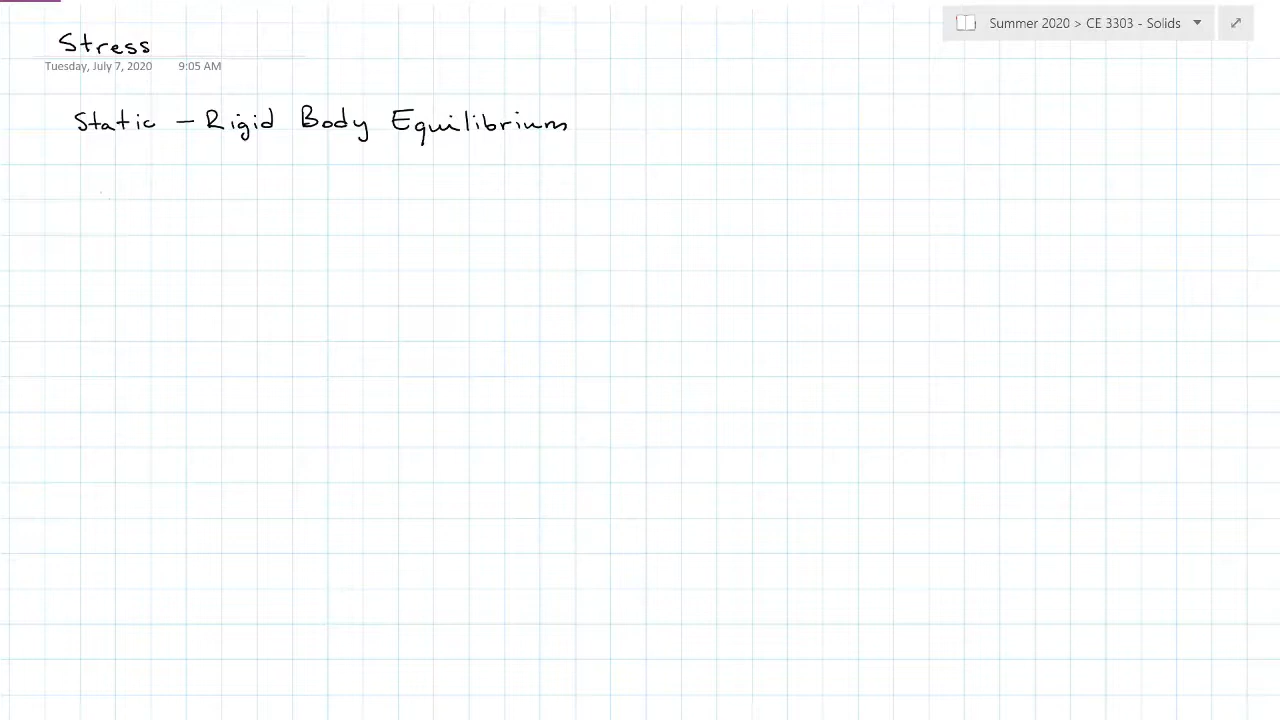 Summer 2020 > CE 3303 - Solids
Stress
Tuesday, July 7, 2020 9:05 AM
Static - Rigid Body Equilibrium